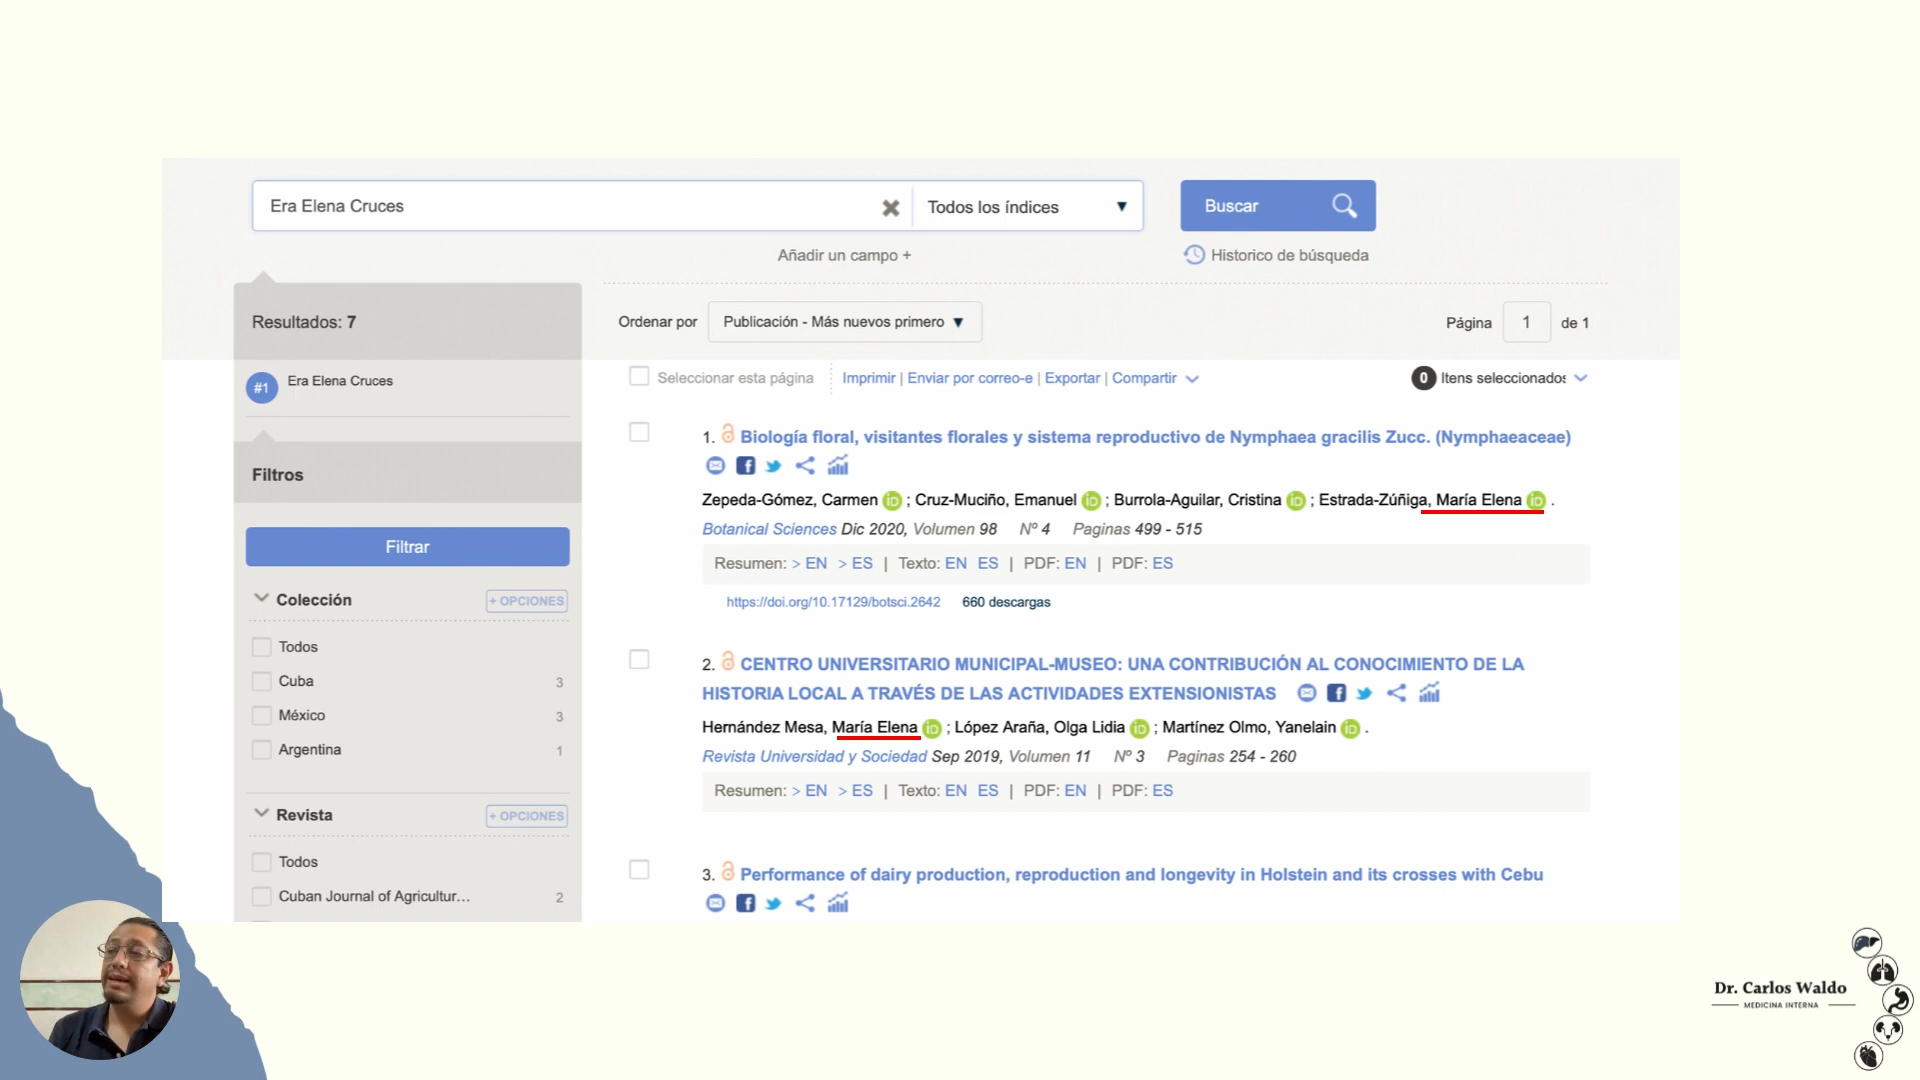 Era Elena Cruces
Todos los índices
Buscar
Añadir un campo +
Historico de búsqueda
Resultados: 7
Ordenar por
Publicación - Más nuevos primero
Página 1 de 1
#1 Era Elena Cruces
Seleccionar esta página
Imprimir | Enviar por correo-e | Exportar | Compartir
0 Itens seleccionados
Filtros
Filtrar
Colección
+ OPCIONES
Todos
Cuba 3
México 3
Argentina 1
Revista
+ OPCIONES
Todos
Cuban Journal of Agricultur... 2
1. Biología floral, visitantes florales y sistema reproductivo de Nymphaea gracilis Zucc. (Nymphaeaceae)
Zepeda-Gómez, Carmen iD ; Cruz-Muciño, Emanuel iD ; Burrola-Aguilar, Cristina iD ; Estrada-Zúñiga, María Elena iD .
Botanical Sciences Dic 2020, Volumen 98 Nº 4 Paginas 499 - 515
Resumen: > EN > ES | Texto: EN ES | PDF: EN | PDF: ES
https://doi.org/10.17129/botsci.2642 660 descargas
2. CENTRO UNIVERSITARIO MUNICIPAL-MUSEO: UNA CONTRIBUCIÓN AL CONOCIMIENTO DE LA
HISTORIA LOCAL A TRAVÉS DE LAS ACTIVIDADES EXTENSIONISTAS
Hernández Mesa, María Elena iD ; López Araña, Olga Lidia iD ; Martínez Olmo, Yanelain iD .
Revista Universidad y Sociedad Sep 2019, Volumen 11 Nº 3 Paginas 254 - 260
Resumen: > EN > ES | Texto: EN ES | PDF: EN | PDF: ES
3. Performance of dairy production, reproduction and longevity in Holstein and its crosses with Cebu
Dr. Carlos Waldo
MEDICINA INTERNA